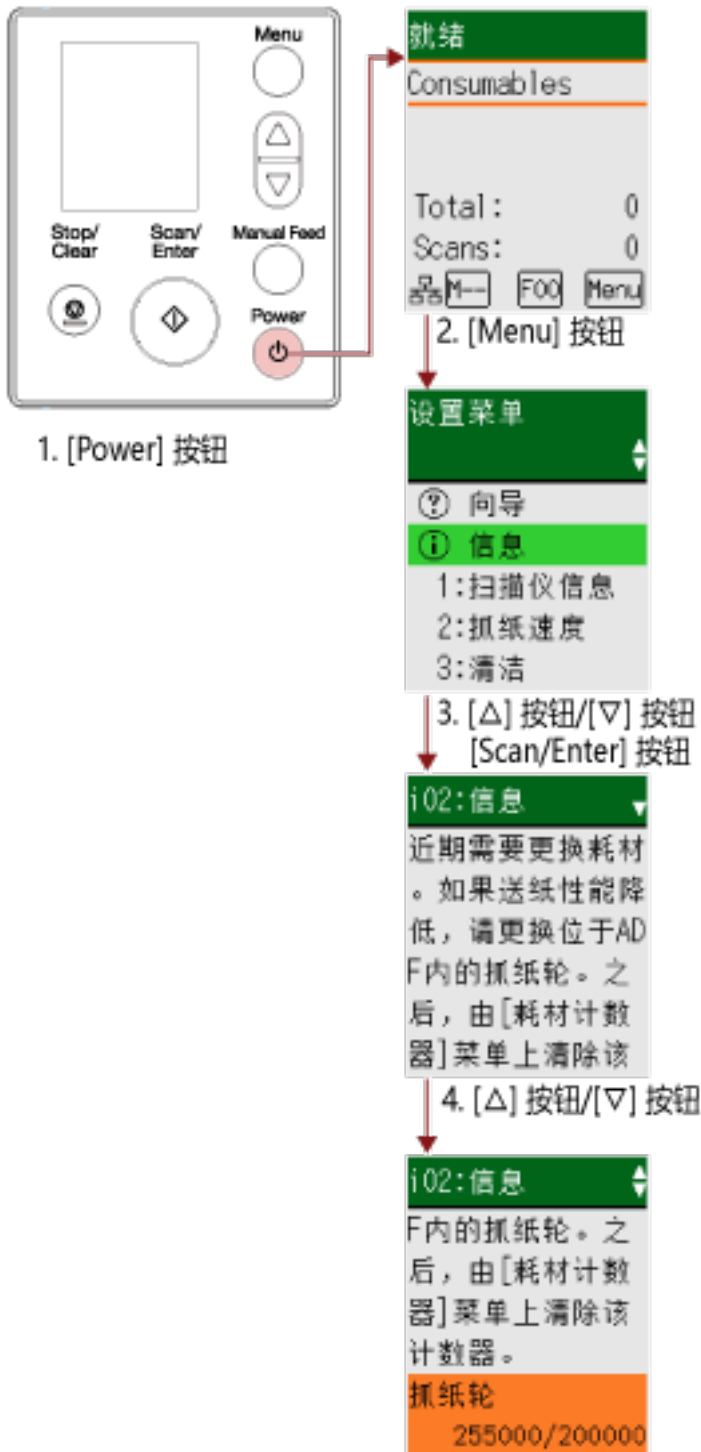 Menu
Stop/
Clear
Scan/
Enter
Manual Feed
Power
1. [Power] 按钮
就绪
Consumables
Total: 0
Scans: 0
M-- F00 Menu
2. [Menu] 按钮
设置菜单
? 向导
i 信息
1:扫描仪信息
2:抓纸速度
3:清洁
3. [△] 按钮/[▽] 按钮
[Scan/Enter] 按钮
i02:信息
近期需要更换耗材
。如果送纸性能降
低，请更换位于AD
F内的抓纸轮。之
后，由[耗材计数
器]菜单上清除该
4. [△] 按钮/[▽] 按钮
i02:信息
F内的抓纸轮。之
后，由[耗材计数
器]菜单上清除该
计数器。
抓纸轮
255000/200000